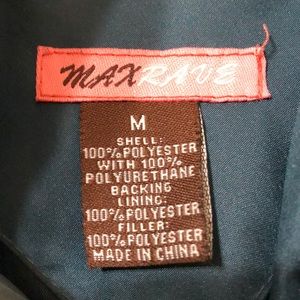 MAXRAVE
M
SHELL:
100%POLYESTER
WITH 100%
POLYURETHANE
BACKING
LINING:
100%POLYESTER
FILLER:
100%POLYESTER
MADE IN CHINA